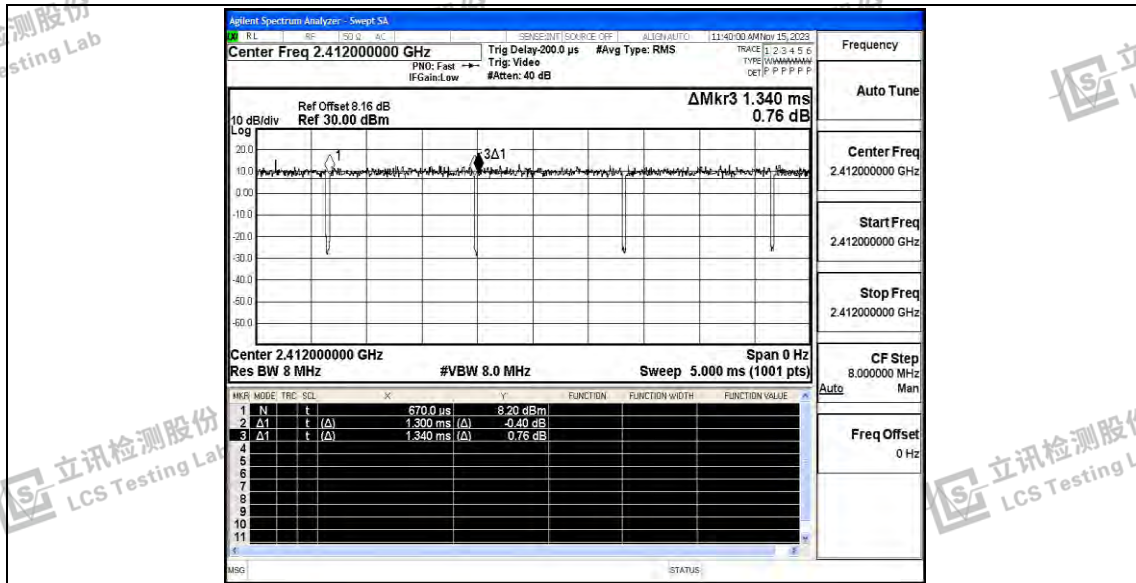 Agilent Spectrum Analyzer - Swept SA
RL RF 50 Ω AC SENSE:INT SOURCE OFF ALIGN AUTO 11:40:00 AM Nov 15, 2023
Center Freq 2.412000000 GHz
PNO: Fast
IFGain:Low
Trig Delay-200.0 µs
Trig: Video
#Atten: 40 dB
#Avg Type: RMS
TRACE 1 2 3 4 5 6
TYPE
DET P P P P P P
ΔMkr3 1.340 ms
0.76 dB
Ref Offset 8.16 dB
10 dB/div Ref 30.00 dBm
Log
20.0
10.0
0.00
-10.0
-20.0
-30.0
-40.0
-50.0
-60.0
1
3Δ1
Center 2.412000000 GHz Span 0 Hz
Res BW 8 MHz #VBW 8.0 MHz Sweep 5.000 ms (1001 pts)
MKR MODE TRC SCL X Y FUNCTION FUNCTION WIDTH FUNCTION VALUE
1 N t 670.0 µs 8.20 dBm
2 Δ1 t (Δ) 1.300 ms (Δ) -0.40 dB
3 Δ1 t (Δ) 1.340 ms (Δ) 0.76 dB
4
5
6
7
8
9
10
11
MSG STATUS
Frequency
Auto Tune
Center Freq
2.412000000 GHz
Start Freq
2.412000000 GHz
Stop Freq
2.412000000 GHz
CF Step
8.000000 MHz
Auto Man
Freq Offset
0 Hz
立讯检测股份
LCS Testing Lab
立讯检测股份
LCS Testing L
检测股份
esting Lab